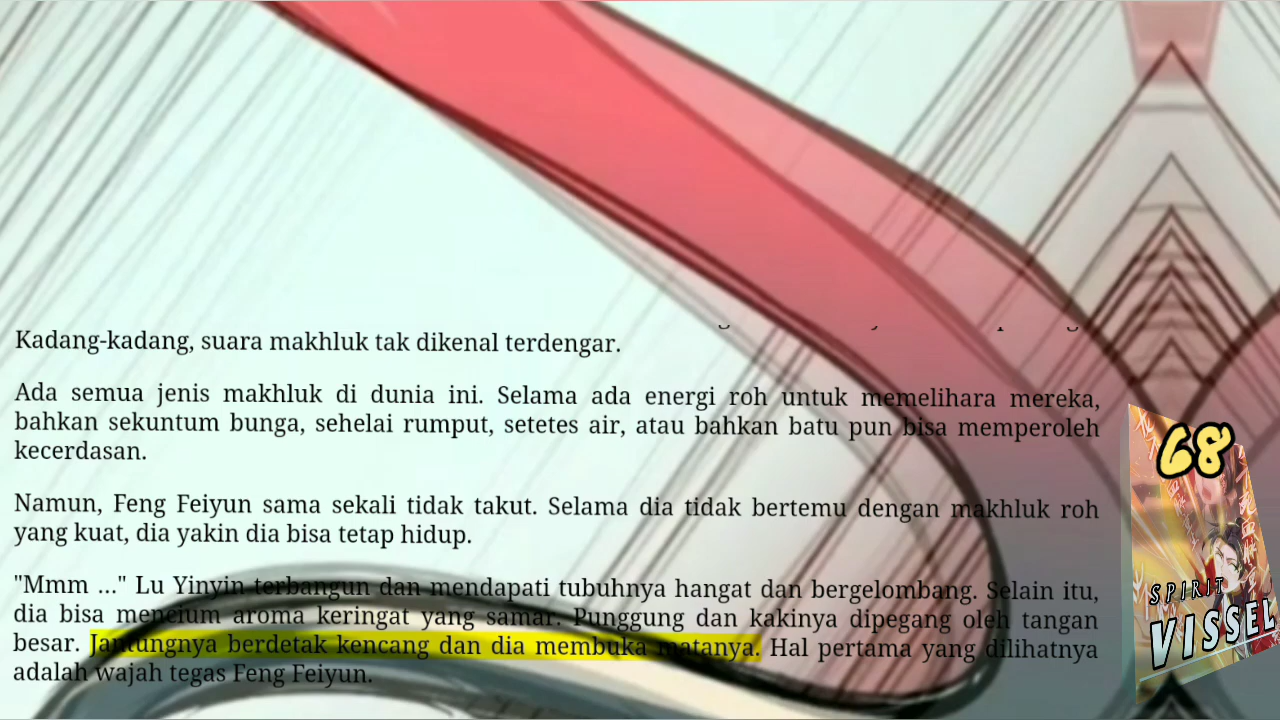 Kadang-kadang, suara makhluk tak dikenal terdengar.
Ada semua jenis makhluk di dunia ini. Selama ada energi roh untuk memelihara mereka,
bahkan sekuntum bunga, sehelai rumput, setetes air, atau bahkan batu pun bisa memperoleh
kecerdasan.
Namun, Feng Feiyun sama sekali tidak takut. Selama dia tidak bertemu dengan makhluk roh
yang kuat, dia yakin dia bisa tetap hidup.
"Mmm ..." Lu Yinyin terbangun dan mendapati tubuhnya hangat dan bergelombang. Selain itu,
dia bisa mencium aroma keringat yang samar. Punggung dan kakinya dipegang oleh tangan
besar. Jantungnya berdetak kencang dan dia membuka matanya. Hal pertama yang dilihatnya
adalah wajah tegas Feng Feiyun.
68
SPIRIT
VISSEL